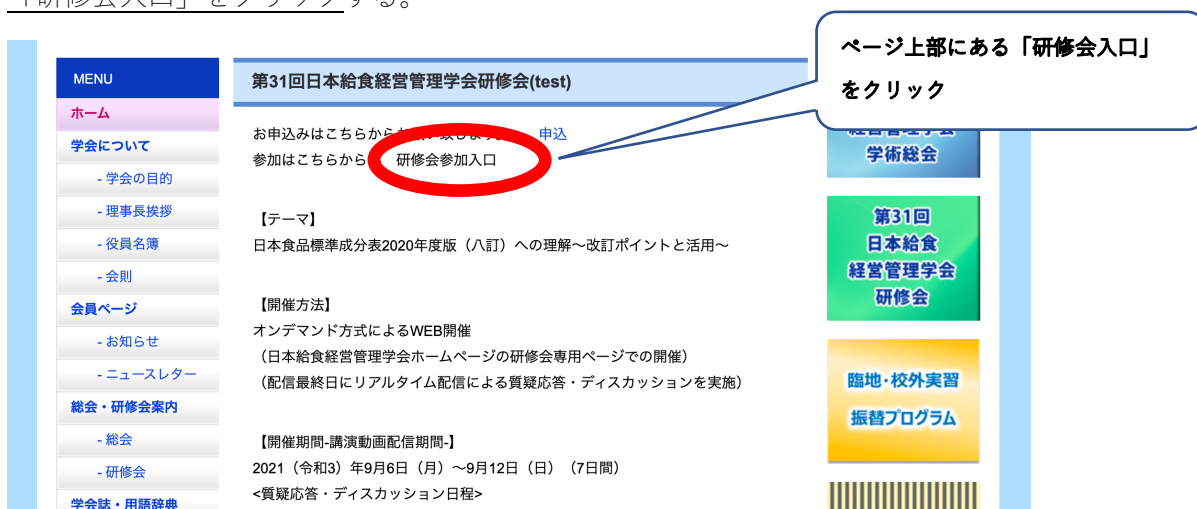 「研修会入口」をクリックする。
ページ上部にある「研修会入口」
をクリック
MENU
ホーム
学会について
- 学会の目的
- 理事長挨拶
- 役員名簿
- 会則
会員ページ
- お知らせ
- ニュースレター
総会・研修会案内
- 総会
- 研修会
学会誌・用語辞典
第31回日本給食経営管理学会研修会(test)
お申込みはこちらから 申込
参加はこちらから 研修会参加入口
【テーマ】
日本食品標準成分表2020年度版（八訂）への理解～改訂ポイントと活用～
【開催方法】
オンデマンド方式によるWEB開催
（日本給食経営管理学会ホームページの研修会専用ページでの開催）
（配信最終日にリアルタイム配信による質疑応答・ディスカッションを実施）
【開催期間-講演動画配信期間-】
2021（令和3）年9月6日（月）～9月12日（日）（7日間）
<質疑応答・ディスカッション日程>
経営管理学会
学術総会
第31回
日本給食
経営管理学会
研修会
臨地・校外実習
振替プログラム